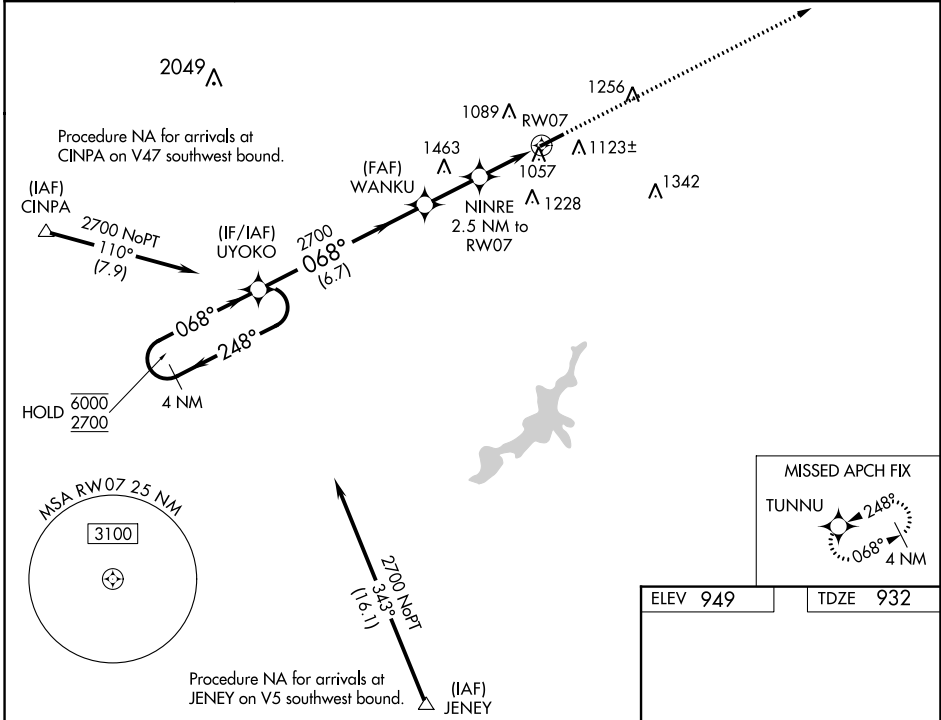 2049
1256
1089
RW07
Procedure NA for arrivals at
CINPA on V47 southwest bound.
1463
1123±
1057
(FAF)
WANKU
(IAF)
CINPA
1342
1228
NINRE
2.5 NM to
RW07
2700 NoPT
110°
(7.9)
(IF/IAF)
UYOKO
2700
068°
(6.7)
068°
248°
4 NM
HOLD 6000
2700
MSA RW07 25 NM
3100
MISSED APCH FIX
TUNNU
248°
068°
4 NM
2700 NoPT
343°
(16.1)
ELEV 949
TDZE 932
Procedure NA for arrivals at
JENEY on V5 southwest bound.
(IAF)
JENEY